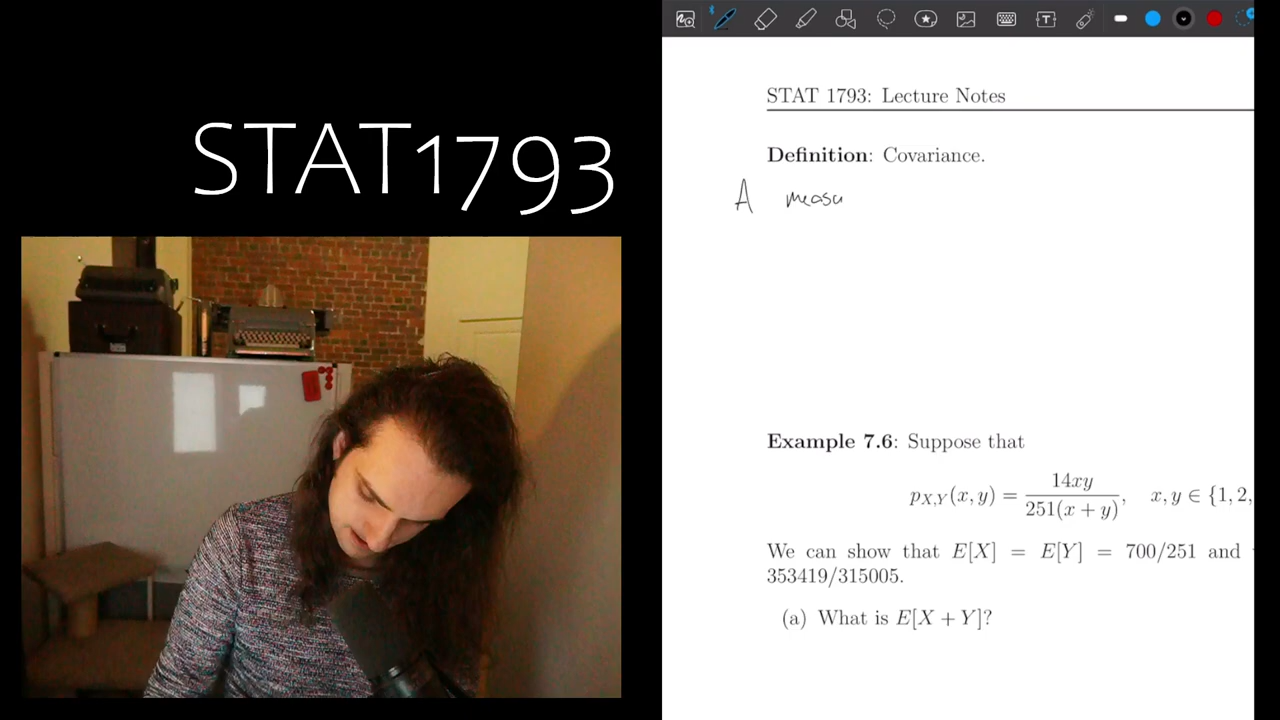 STAT1793
STAT 1793: Lecture Notes
Definition: Covariance.
A measu
Example 7.6: Suppose that
p_{X,Y}(x, y) = 14xy / 251(x + y), x, y ∈ {1, 2,
We can show that E[X] = E[Y] = 700/251 and
353419/315005.
(a) What is E[X + Y]?